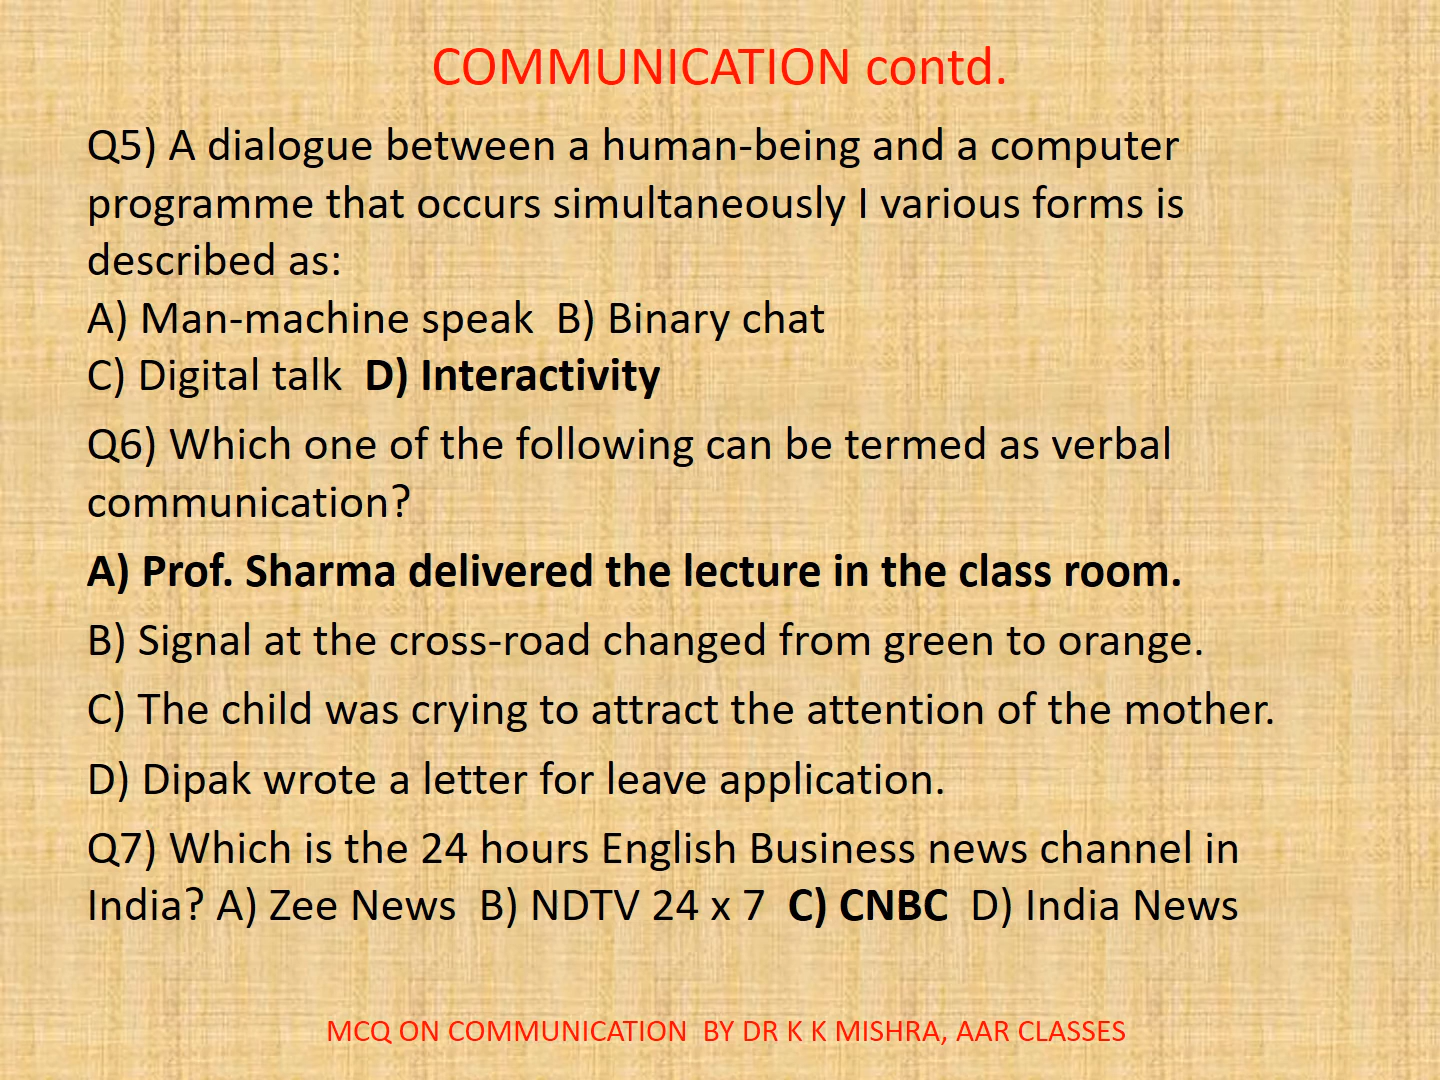 COMMUNICATION contd.
Q5) A dialogue between a human-being and a computer
programme that occurs simultaneously I various forms is
described as:
A) Man-machine speak  B) Binary chat
C) Digital talk  D) Interactivity
Q6) Which one of the following can be termed as verbal
communication?
A) Prof. Sharma delivered the lecture in the class room.
B) Signal at the cross-road changed from green to orange.
C) The child was crying to attract the attention of the mother.
D) Dipak wrote a letter for leave application.
Q7) Which is the 24 hours English Business news channel in
India? A) Zee News  B) NDTV 24 x 7  C) CNBC  D) India News
MCQ ON COMMUNICATION  BY DR K K MISHRA, AAR CLASSES